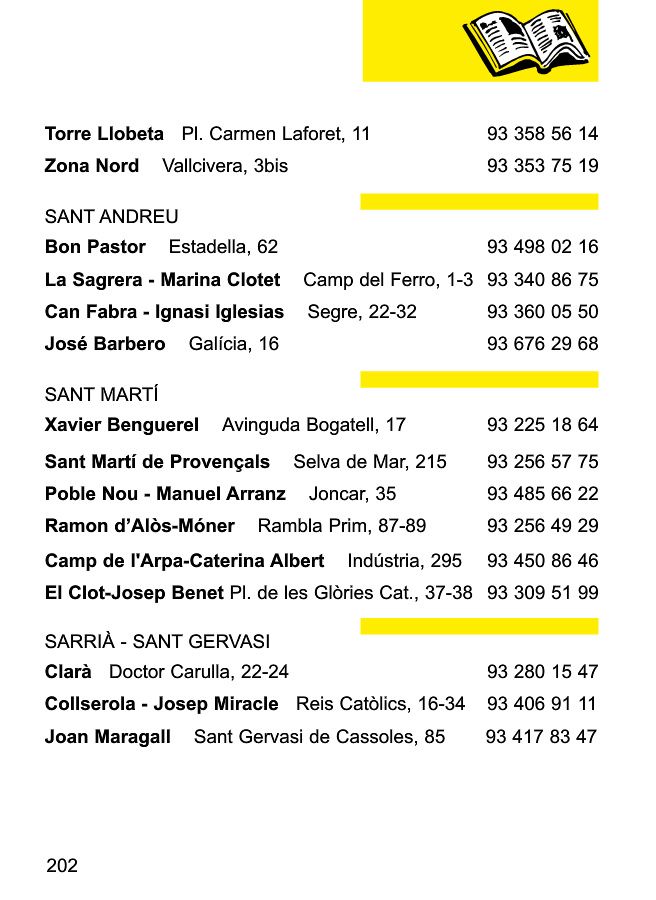 Torre Llobeta Pl. Carmen Laforet, 11 93 358 56 14
Zona Nord Vallcivera, 3bis 93 353 75 19
SANT ANDREU
Bon Pastor Estadella, 62 93 498 02 16
La Sagrera - Marina Clotet Camp del Ferro, 1-3 93 340 86 75
Can Fabra - Ignasi Iglesias Segre, 22-32 93 360 05 50
José Barbero Galícia, 16 93 676 29 68
SANT MARTÍ
Xavier Benguerel Avinguda Bogatell, 17 93 225 18 64
Sant Martí de Provençals Selva de Mar, 215 93 256 57 75
Poble Nou - Manuel Arranz Joncar, 35 93 485 66 22
Ramon d’Alòs-Móner Rambla Prim, 87-89 93 256 49 29
Camp de l'Arpa-Caterina Albert Indústria, 295 93 450 86 46
El Clot-Josep Benet Pl. de les Glòries Cat., 37-38 93 309 51 99
SARRIÀ - SANT GERVASI
Clarà Doctor Carulla, 22-24 93 280 15 47
Collserola - Josep Miracle Reis Catòlics, 16-34 93 406 91 11
Joan Maragall Sant Gervasi de Cassoles, 85 93 417 83 47
202